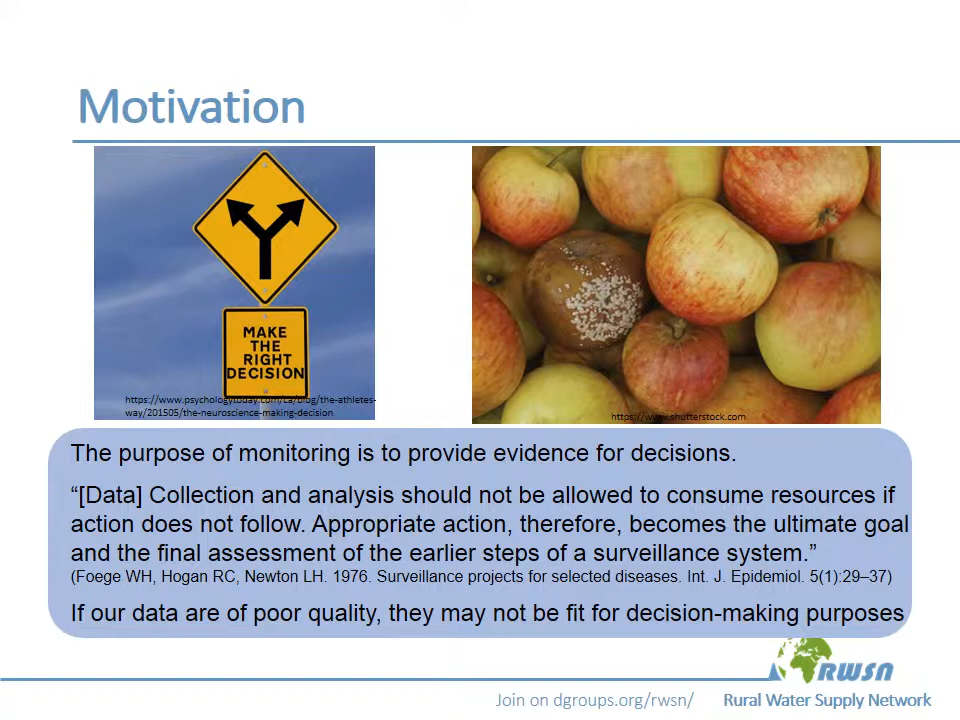 Motivation
MAKE
THE
RIGHT
DECISION
https://www.psychologytoday.com/ca/blog/the-athletes-
way/201505/the-neuroscience-making-decision
https://www.shutterstock.com
The purpose of monitoring is to provide evidence for decisions.
“[Data] Collection and analysis should not be allowed to consume resources if
action does not follow. Appropriate action, therefore, becomes the ultimate goal
and the final assessment of the earlier steps of a surveillance system.”
(Foege WH, Hogan RC, Newton LH. 1976. Surveillance projects for selected diseases. Int. J. Epidemiol. 5(1):29–37)
If our data are of poor quality, they may not be fit for decision-making purposes
RWSN
Join on dgroups.org/rwsn/ Rural Water Supply Network